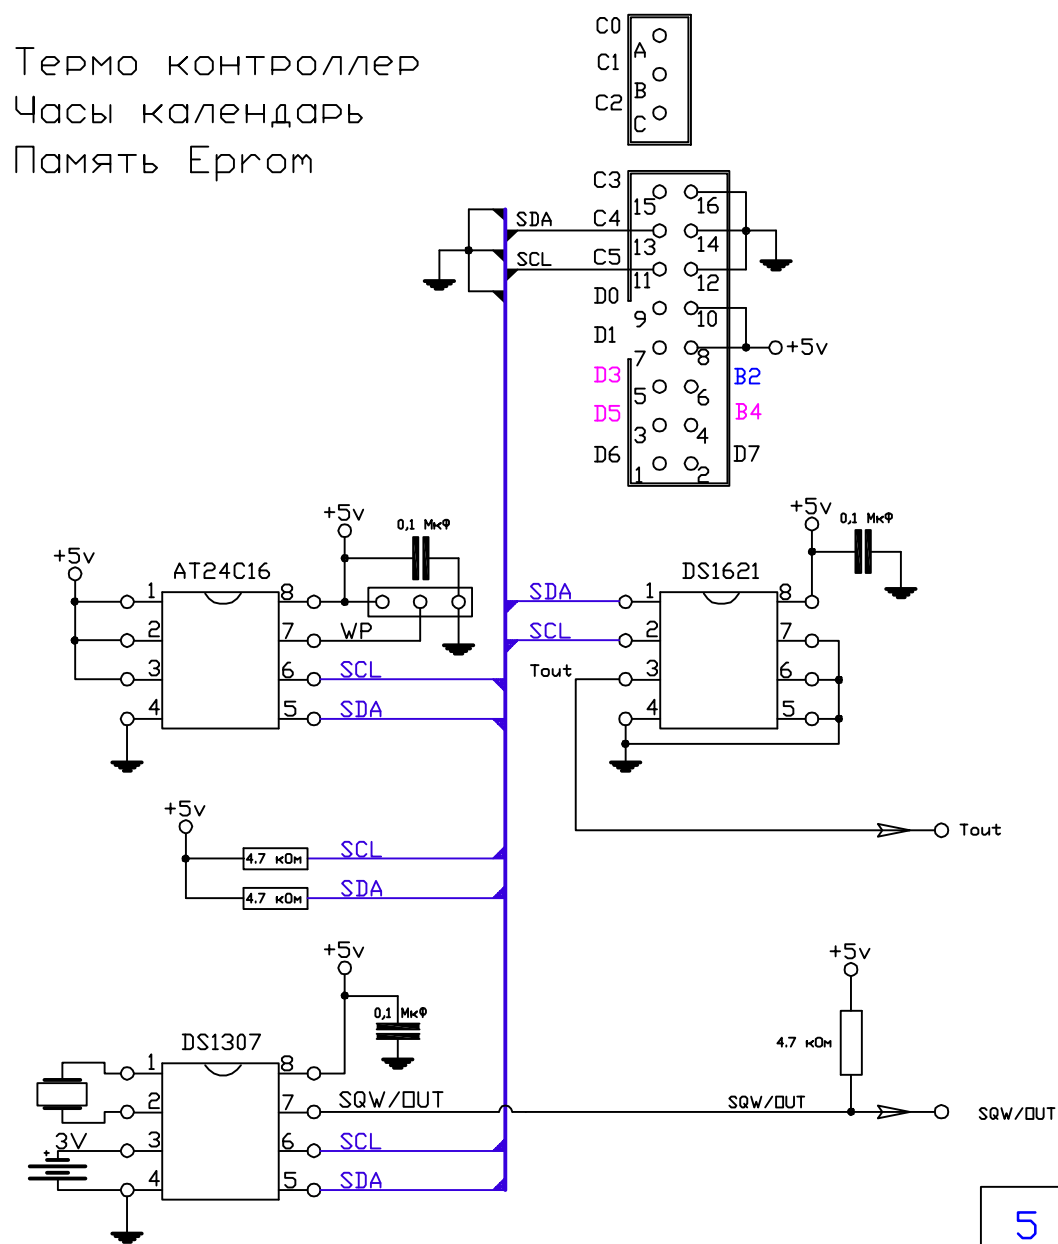 Термо контроллер
Часы календарь
Память Eprom
C0
A
C1
B
C2
C
C3
15 16
SDA C4
13 14
SCL C5
11 12
D0
9 10
D1
7 8 +5v
D3 B2
5 6
D5 B4
3 4
D6 D7
1 2
+5v
0,1 МкФ
+5v
AT24C16
1 8
2 7 WP
3 6 SCL
4 5 SDA
+5v
0,1 МкФ
DS1621
SDA 1 8
SCL 2 7
Tout 3 6
4 5
Tout
+5v
4.7 кОм SCL
4.7 кОм SDA
+5v
0,1 МкФ
DS1307
1 8
2 7 SQW/OUT
3V 3 6 SCL
+
4 5 SDA
+5v
4.7 кОм
SQW/OUT
SQW/OUT
5